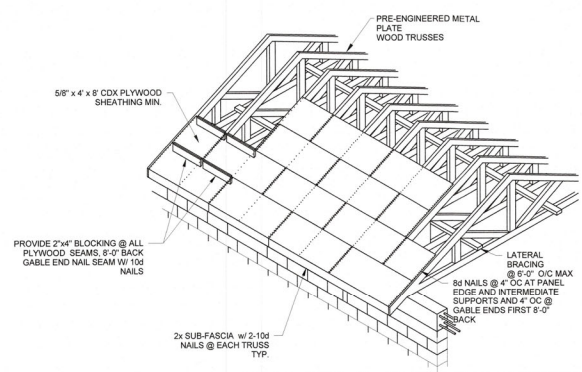 PRE-ENGINEERED METAL
PLATE
WOOD TRUSSES
5/8" x 4' x 8' CDX PLYWOOD
SHEATHING MIN.
PROVIDE 2"x4" BLOCKING @ ALL
PLYWOOD SEAMS, 8'-0" BACK
GABLE END NAIL SEAM W/ 10d
NAILS
2x SUB-FASCIA w/ 2-10d
NAILS @ EACH TRUSS
TYP.
LATERAL
BRACING
@ 6'-0" O/C MAX
8d NAILS @ 4" OC AT PANEL
EDGE AND INTERMEDIATE
SUPPORTS AND 4" OC @
GABLE ENDS FIRST 8'-0"
BACK